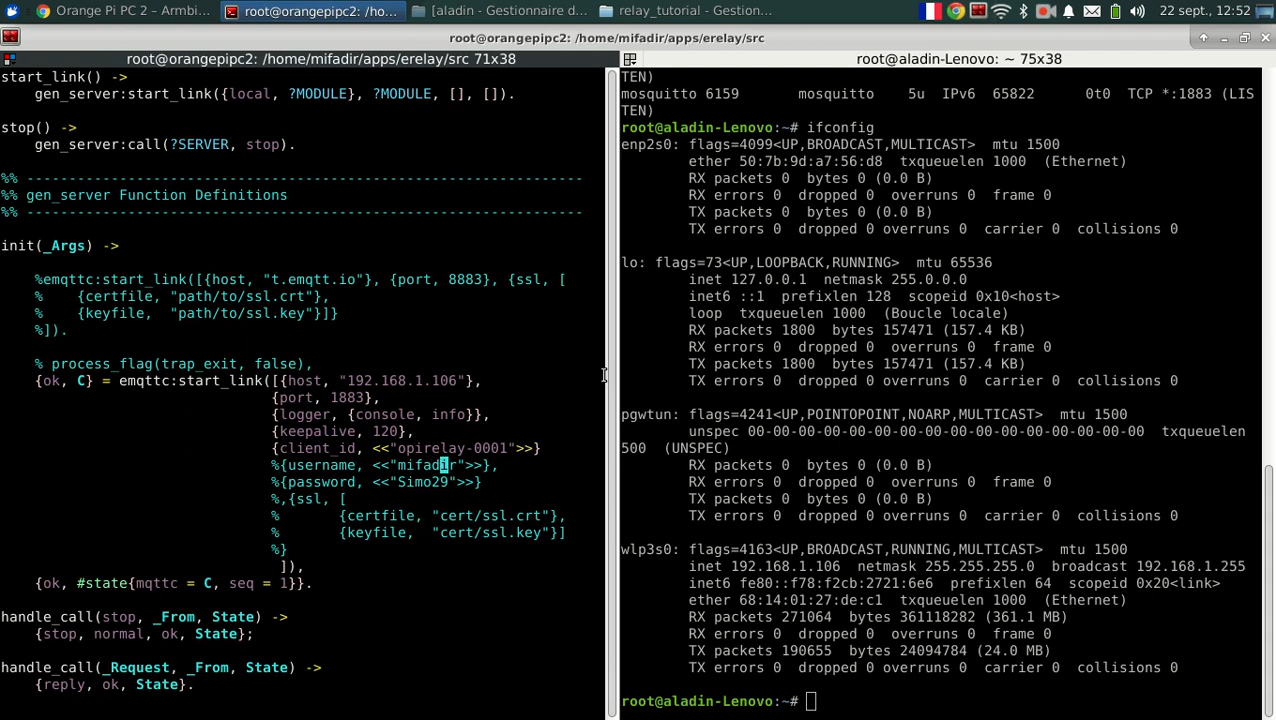 Orange Pi PC 2 – Armbi...
root@orangepipc2: /ho...
[aladin - Gestionnaire d...
relay_tutorial - Gestion...
22 sept., 12:52
root@orangepipc2: /home/mifadir/apps/erelay/src
root@orangepipc2: /home/mifadir/apps/erelay/src 71x38
start_link() ->
    gen_server:start_link({local, ?MODULE}, ?MODULE, [], []).
stop() ->
    gen_server:call(?SERVER, stop).
%% ------------------------------------------------------------------
%% gen_server Function Definitions
%% ------------------------------------------------------------------
init(_Args) ->
    %emqttc:start_link([{host, "t.emqtt.io"}, {port, 8883}, {ssl, [
    %    {certfile, "path/to/ssl.crt"},
    %    {keyfile,  "path/to/ssl.key"}]}
    %]).
    % process_flag(trap_exit, false),
    {ok, C} = emqttc:start_link([{host, "192.168.1.106"},
                                {port, 1883},
                                {logger, {console, info}},
                                {keepalive, 120},
                                {client_id, <<"opirelay-0001">>}
                                %{username, <<"mifadir">>},
                                %{password, <<"Simo29">>}
                                %,{ssl, [
                                %       {certfile, "cert/ssl.crt"},
                                %       {keyfile,  "cert/ssl.key"}]
                                %}
                                 ]),
    {ok, #state{mqttc = C, seq = 1}}.
handle_call(stop, _From, State) ->
    {stop, normal, ok, State};
handle_call(_Request, _From, State) ->
    {reply, ok, State}.
root@aladin-Lenovo: ~ 75x38
TEN)
mosquitto 6159       mosquitto    5u  IPv6  65822      0t0  TCP *:1883 (LIS
TEN)
root@aladin-Lenovo:~# ifconfig
enp2s0: flags=4099<UP,BROADCAST,MULTICAST>  mtu 1500
        ether 50:7b:9d:a7:56:d8  txqueuelen 1000  (Ethernet)
        RX packets 0  bytes 0 (0.0 B)
        RX errors 0  dropped 0  overruns 0  frame 0
        TX packets 0  bytes 0 (0.0 B)
        TX errors 0  dropped 0 overruns 0  carrier 0  collisions 0
lo: flags=73<UP,LOOPBACK,RUNNING>  mtu 65536
        inet 127.0.0.1  netmask 255.0.0.0
        inet6 ::1  prefixlen 128  scopeid 0x10<host>
        loop  txqueuelen 1000  (Boucle locale)
        RX packets 1800  bytes 157471 (157.4 KB)
        RX errors 0  dropped 0  overruns 0  frame 0
        TX packets 1800  bytes 157471 (157.4 KB)
        TX errors 0  dropped 0 overruns 0  carrier 0  collisions 0
pgwtun: flags=4241<UP,POINTOPOINT,NOARP,MULTICAST>  mtu 1500
        unspec 00-00-00-00-00-00-00-00-00-00-00-00-00-00-00-00  txqueuelen
500  (UNSPEC)
        RX packets 0  bytes 0 (0.0 B)
        RX errors 0  dropped 0  overruns 0  frame 0
        TX packets 0  bytes 0 (0.0 B)
        TX errors 0  dropped 0 overruns 0  carrier 0  collisions 0
wlp3s0: flags=4163<UP,BROADCAST,RUNNING,MULTICAST>  mtu 1500
        inet 192.168.1.106  netmask 255.255.255.0  broadcast 192.168.1.255
        inet6 fe80::f78:f2cb:2721:6e6  prefixlen 64  scopeid 0x20<link>
        ether 68:14:01:27:de:c1  txqueuelen 1000  (Ethernet)
        RX packets 271064  bytes 361118282 (361.1 MB)
        RX errors 0  dropped 0  overruns 0  frame 0
        TX packets 190655  bytes 24094784 (24.0 MB)
        TX errors 0  dropped 0 overruns 0  carrier 0  collisions 0
root@aladin-Lenovo:~#